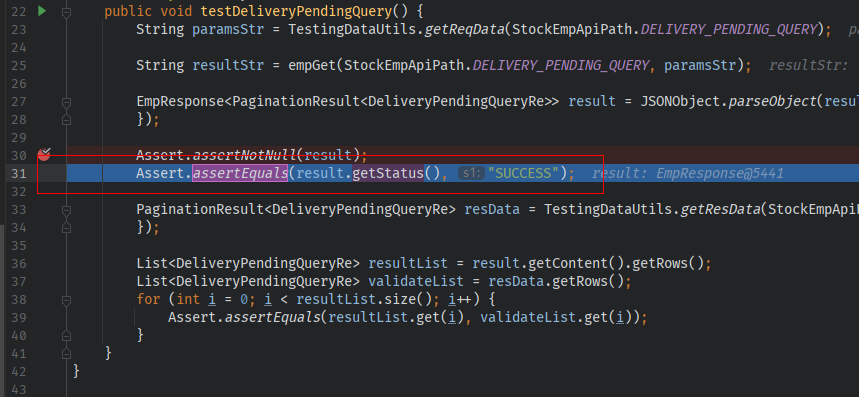 22 public void testDeliveryPendingQuery() {
23 String paramsStr = TestingDataUtils.getReqData(StockEmpApiPath.DELIVERY_PENDING_QUERY);
24
25 String resultStr = empGet(StockEmpApiPath.DELIVERY_PENDING_QUERY, paramsStr); resultStr:
26
27 EmpResponse<PaginationResult<DeliveryPendingQueryRe>> result = JSONObject.parseObject(resu
28 });
29
30 Assert.assertNotNull(result);
31 Assert.assertEquals(result.getStatus(), s1: "SUCCESS"); result: EmpResponse@5441
32
33 PaginationResult<DeliveryPendingQueryRe> resData = TestingDataUtils.getResData(StockEmpApi
34 });
35
36 List<DeliveryPendingQueryRe> resultList = result.getContent().getRows();
37 List<DeliveryPendingQueryRe> validateList = resData.getRows();
38 for (int i = 0; i < resultList.size(); i++) {
39 Assert.assertEquals(resultList.get(i), validateList.get(i));
40 }
41 }
42 }
43